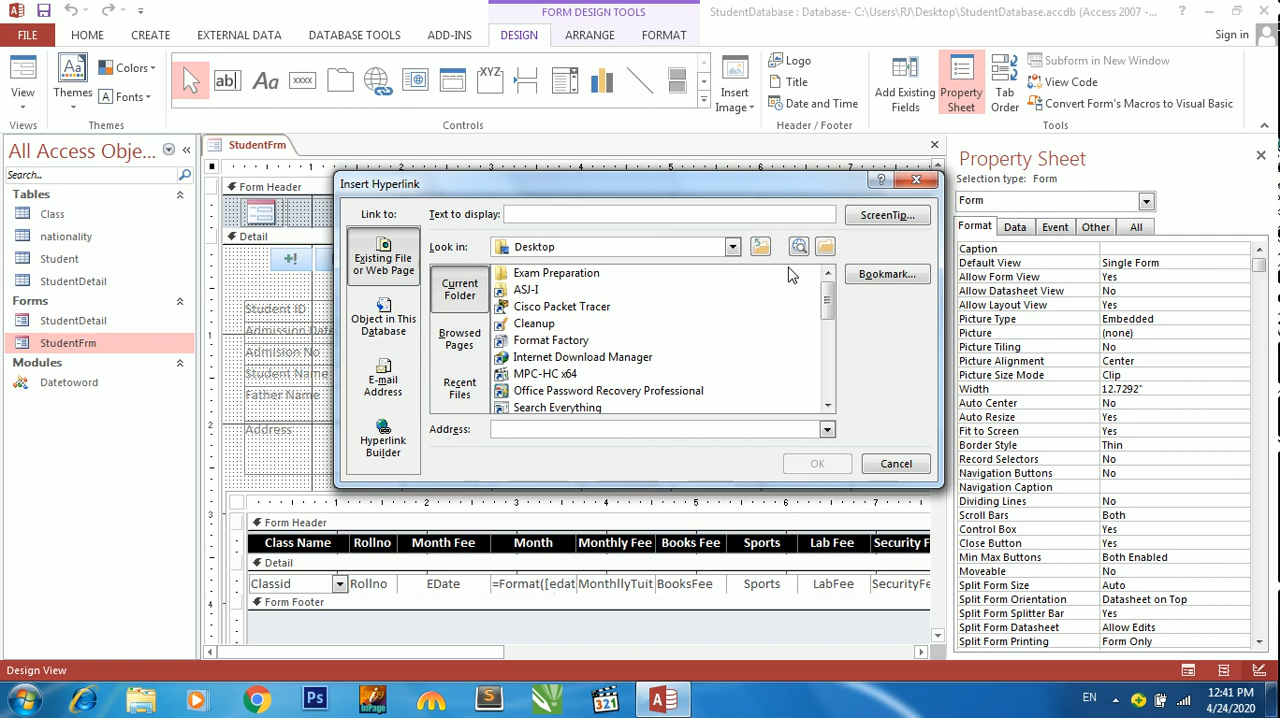 FORM DESIGN TOOLS
StudentDatabase : Database- C:\Users\RJ\Desktop\StudentDatabase.accdb (Access 2007 -...
FILE HOME CREATE EXTERNAL DATA DATABASE TOOLS ADD-INS DESIGN ARRANGE FORMAT Sign in
View
Themes
Colors
Fonts
ab|
Aa
xxxx
XYZ
Insert
Image
Logo
Title
Date and Time
Add Existing
Fields
Property
Sheet
Tab
Order
Subform in New Window
View Code
Convert Form's Macros to Visual Basic
Views Themes Controls Header / Footer Tools
All Access Obje...
Search...
Tables
Class
nationality
Student
StudentDetail
Forms
StudentDetail
StudentFrm
Modules
Datetoword
StudentFrm
Form Header
Detail
Student ID
Admission Date
Admision No
Student Name
Father Name
Address
Insert Hyperlink
Link to:
Text to display:
ScreenTip...
Existing File
or Web Page
Look in:
Desktop
Bookmark...
Object in This
Database
E-mail
Address
Hyperlink
Builder
Current
Folder
Browsed
Pages
Recent
Files
Exam Preparation
ASJ-I
Cisco Packet Tracer
Cleanup
Format Factory
Internet Download Manager
MPC-HC x64
Office Password Recovery Professional
Search Everything
Address:
OK
Cancel
Form Header
Class Name Rollno Month Fee Month Monthly Fee Books Fee Sports Lab Fee Security F
Detail
Classid Rollno EDate =Format([edat MonthllyTuit BooksFee Sports LabFee SecurityFe
Form Footer
Property Sheet
Selection type: Form
Form
Format Data Event Other All
Caption
Default View Single Form
Allow Form View Yes
Allow Datasheet View No
Allow Layout View Yes
Picture Type Embedded
Picture (none)
Picture Tiling No
Picture Alignment Center
Picture Size Mode Clip
Width 12.7292"
Auto Center No
Auto Resize Yes
Fit to Screen Yes
Border Style Thin
Record Selectors No
Navigation Buttons No
Navigation Caption
Dividing Lines No
Scroll Bars Both
Control Box Yes
Close Button Yes
Min Max Buttons Both Enabled
Moveable No
Split Form Size Auto
Split Form Orientation Datasheet on Top
Split Form Splitter Bar Yes
Split Form Datasheet Allow Edits
Split Form Printing Form Only
Design View
EN
12:41 PM
4/24/2020